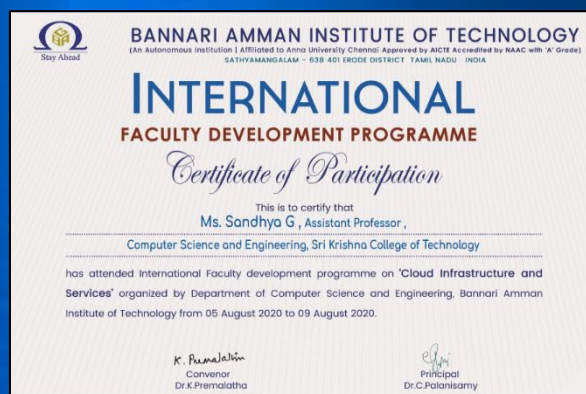 Stay Ahead
BANNARI AMMAN INSTITUTE OF TECHNOLOGY
(An Autonomous Institution | Affiliated to Anna University Chennai Approved by AICTE Accredited by NAAC with 'A' Grade)
SATHYAMANGALAM - 638 401 ERODE DISTRICT TAMIL NADU INDIA
INTERNATIONAL
FACULTY DEVELOPMENT PROGRAMME
Certificate of Participation
This is to certify that
Ms. Sandhya G , Assistant Professor ,
Computer Science and Engineering, Sri Krishna College of Technology
has attended International Faculty development programme on 'Cloud Infrastructure and
Services' organized by Department of Computer Science and Engineering, Bannari Amman
Institute of Technology from 05 August 2020 to 09 August 2020.
K. Premalatha
Convenor
Dr.K.Premalatha
Principal
Dr.C.Palanisamy